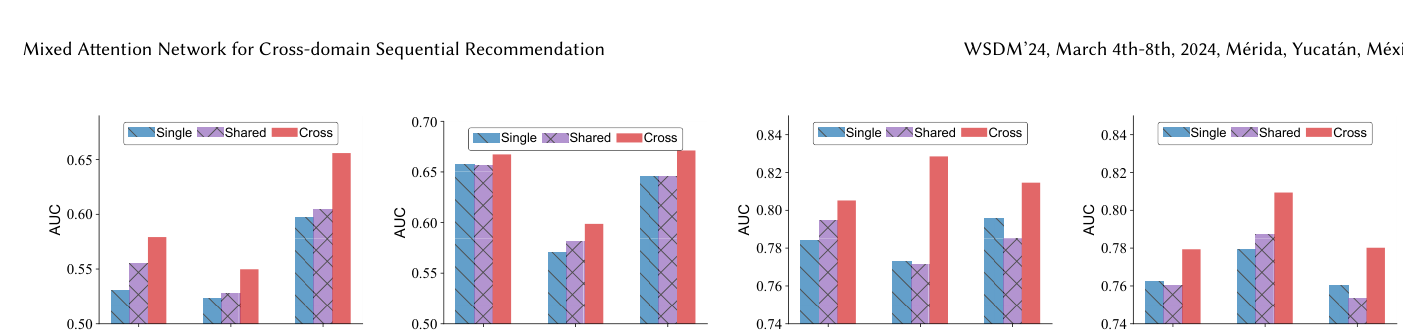 Mixed Attention Network for Cross-domain Sequential Recommendation
WSDM'24, March 4th-8th, 2024, Mérida, Yucatán, Méxi
Single Shared Cross
AUC
0.65
0.60
0.55
0.50
Single Shared Cross
AUC
0.70
0.65
0.60
0.55
0.50
Single Shared Cross
AUC
0.84
0.82
0.80
0.78
0.76
0.74
Single Shared Cross
AUC
0.84
0.82
0.80
0.78
0.76
0.74